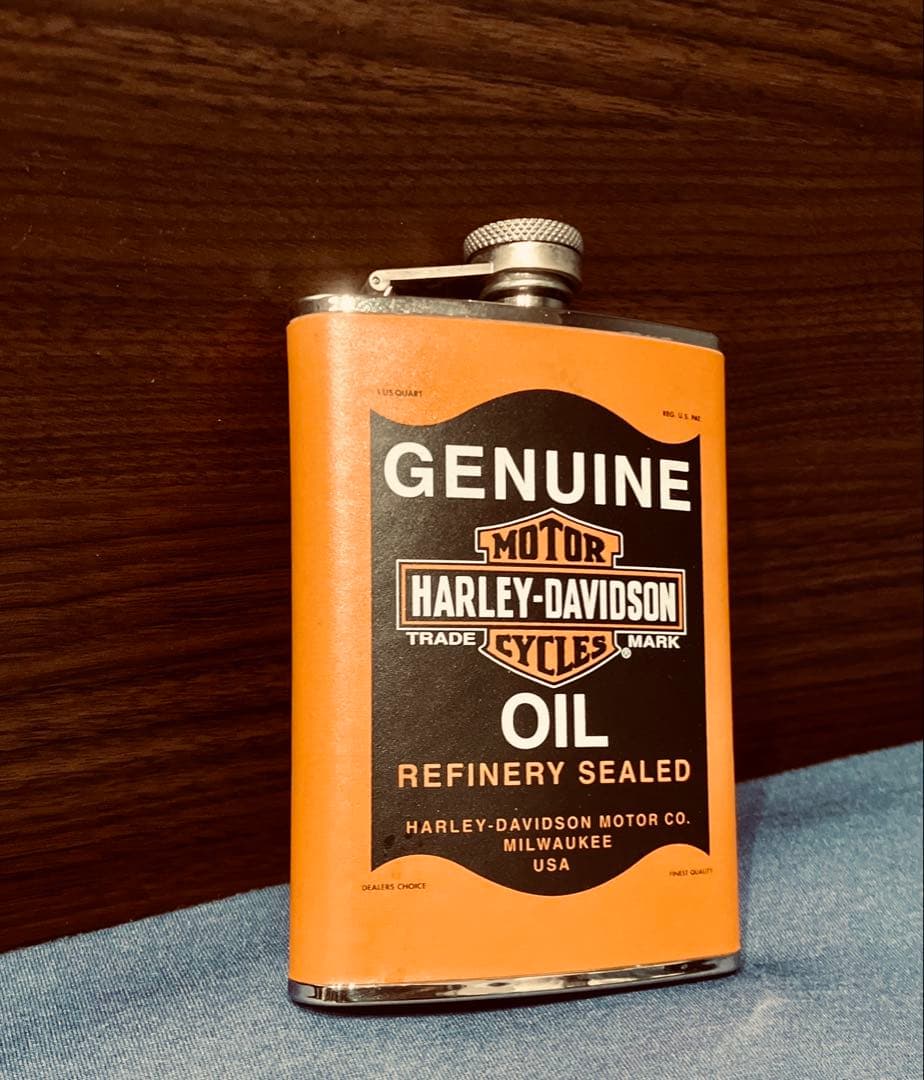 1 US QUART
REG. U.S. PAT.
GENUINE
MOTOR
HARLEY-DAVIDSON
TRADE CYCLES ® MARK
OIL
REFINERY SEALED
HARLEY-DAVIDSON MOTOR CO.
MILWAUKEE
USA
DEALERS CHOICE
FINEST QUALITY